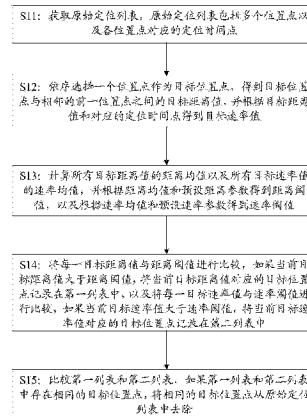 S11: 获取原始定位列表，原始定位列表包括多个位置点以
及各位置点对应的定位时间点
S12: 依序选择一个位置点作为目标位置点，得到目标位置
点与相邻的前一位置点之间的目标距离值，并根据目标距离
值和对应的定位时间点得到目标速率值
S13: 计算所有目标距离值的距离均值以及所有目标速率值
的速率均值，并根据距离均值和预设距离参数得到距离阈
值，以及根据速率均值和预设速率参数得到速率阈值
S14: 将每一目标距离值与距离阈值进行比较，如果当前目
标距离值大于距离阈值，将当前目标距离值对应的目标位置
点记录在第一列表中，以及将每一目标速率值与速率阈值进
行比较，如果当前目标速率值大于速率阈值，将当前目标速
率值对应的目标位置点记录在第二列表中
S15: 比较第一列表和第二列表，如果第一列表和第二列表
中存在相同的目标位置点，将相同的目标位置点从原始定位
列表中去除